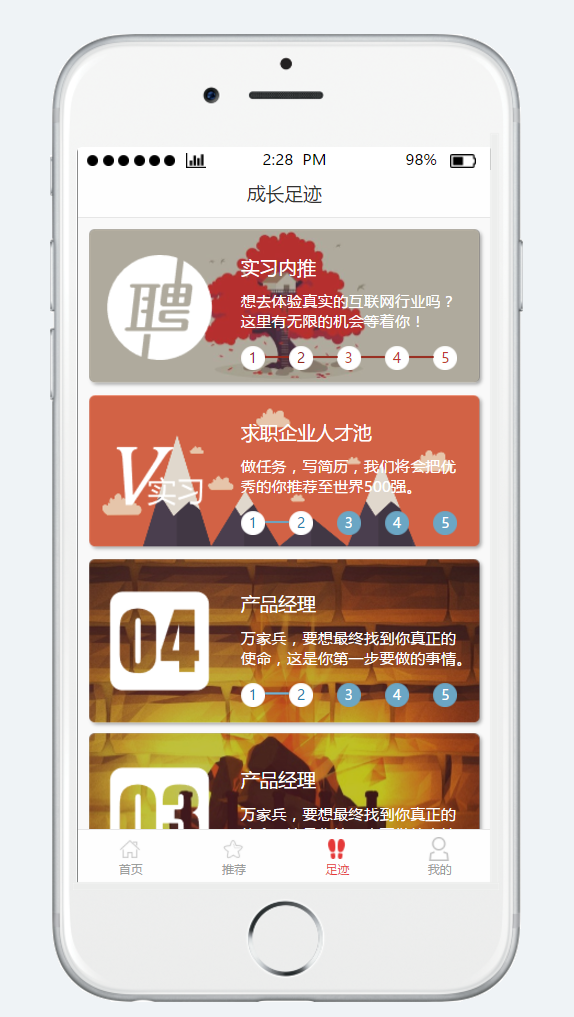 2:28 PM
98%
成长足迹
聘
实习内推
想去体验真实的互联网行业吗？
这里有无限的机会等着你！
1 2 3 4 5
V实习
求职企业人才池
做任务，写简历，我们将会把优
秀的你推荐至世界500强。
1 2 3 4 5
04
产品经理
万家兵，要想最终找到你真正的
使命，这是你第一步要做的事情。
1 2 3 4 5
03
产品经理
万家兵，要想最终找到你真正的
首页 推荐 足迹 我的